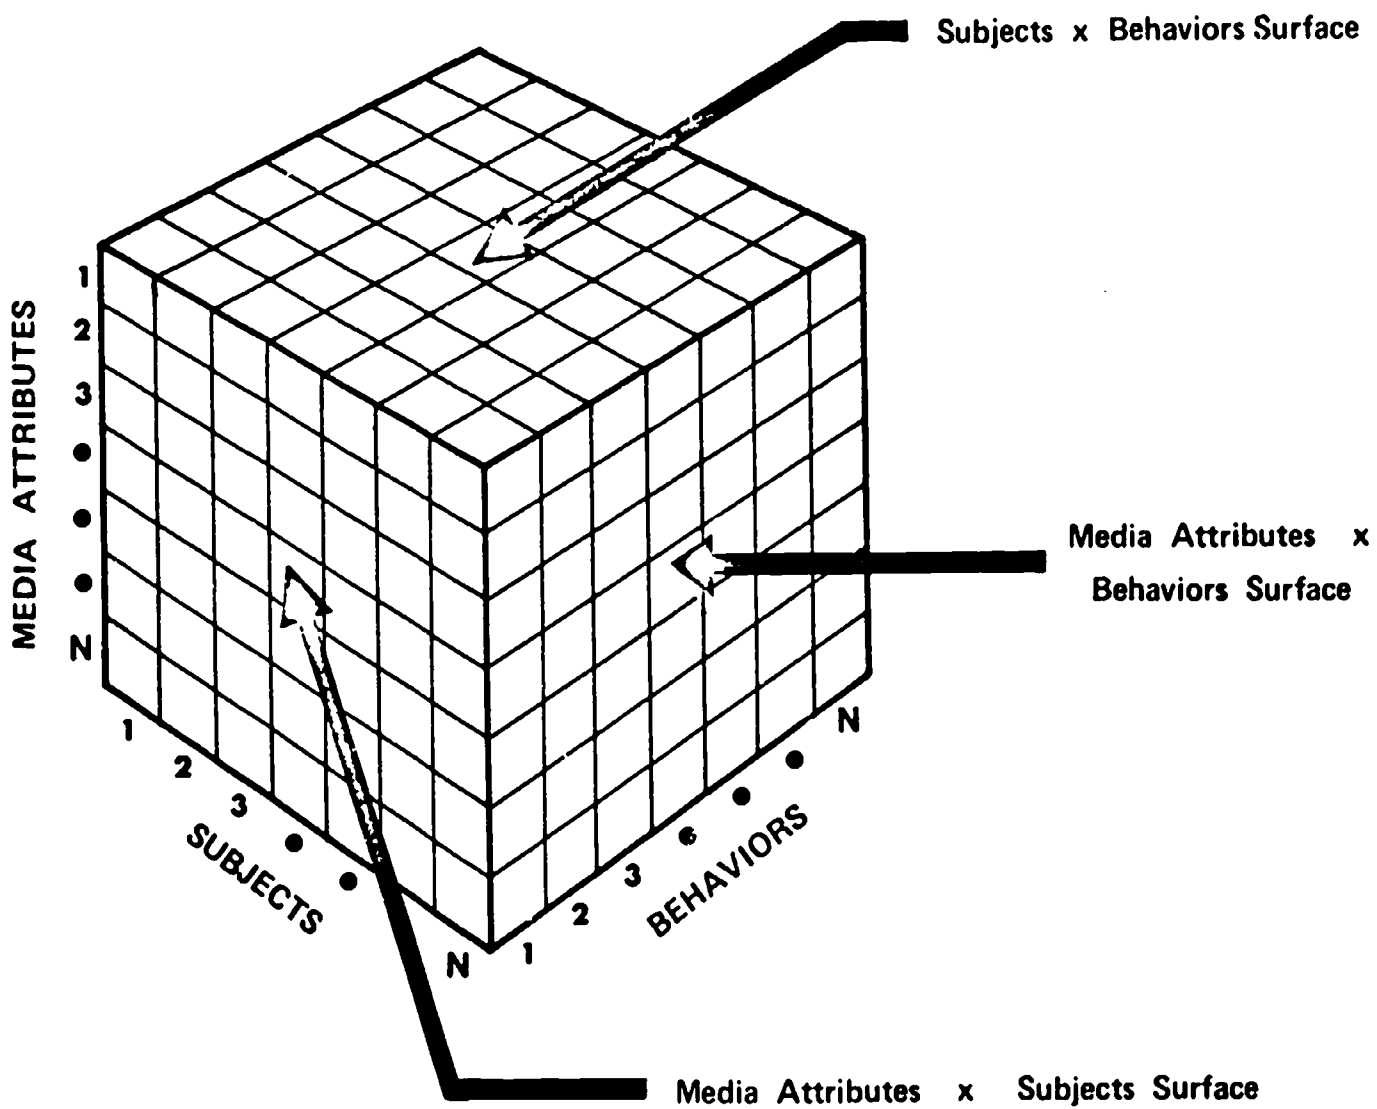 Subjects x Behaviors Surface
MEDIA ATTRIBUTES
1
2
3
N
Media Attributes x
Behaviors Surface
1
2
3
N
SUBJECTS
1
2
3
N
BEHAVIORS
Media Attributes x Subjects Surface